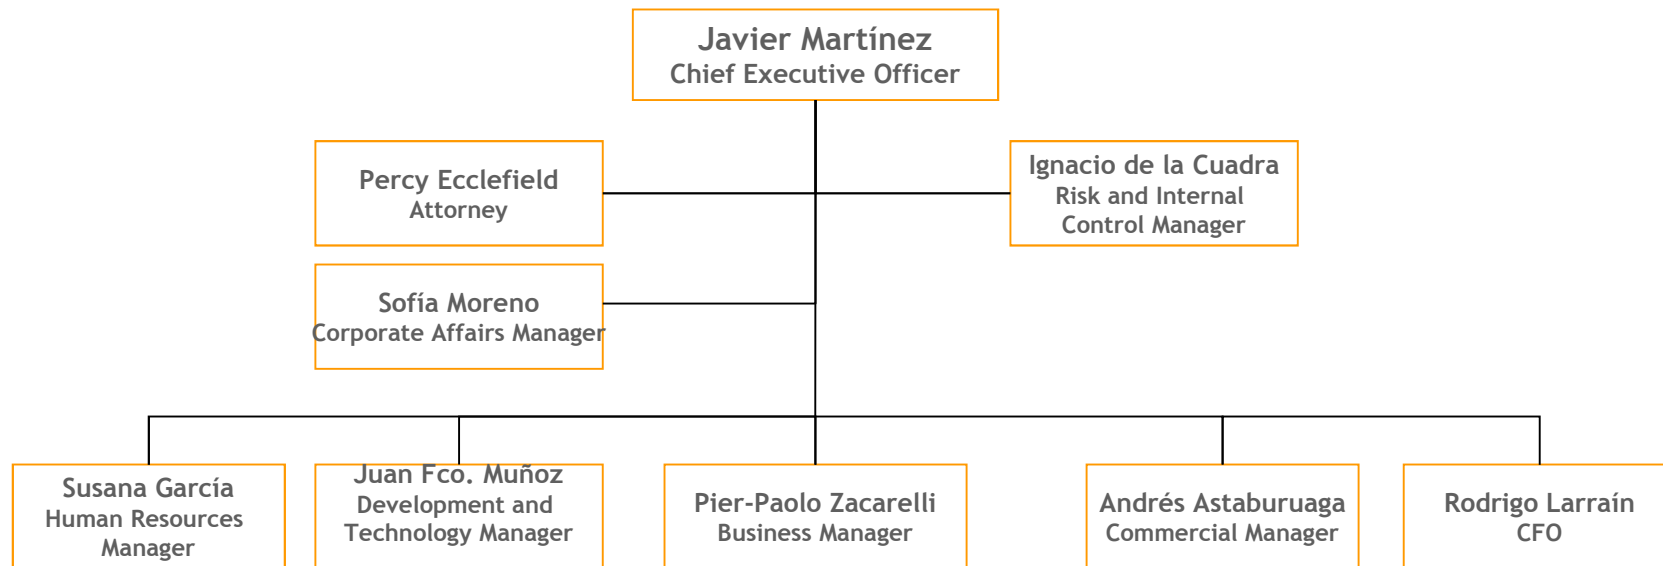 Javier Martínez
Chief Executive Officer
Percy Ecclefield
Attorney
Ignacio de la Cuadra
Risk and Internal
Control Manager
Sofía Moreno
Corporate Affairs Manager
Susana García
Human Resources
Manager
Juan Fco. Muñoz
Development and
Technology Manager
Pier-Paolo Zacarelli
Business Manager
Andrés Astaburuaga
Commercial Manager
Rodrigo Larraín
CFO